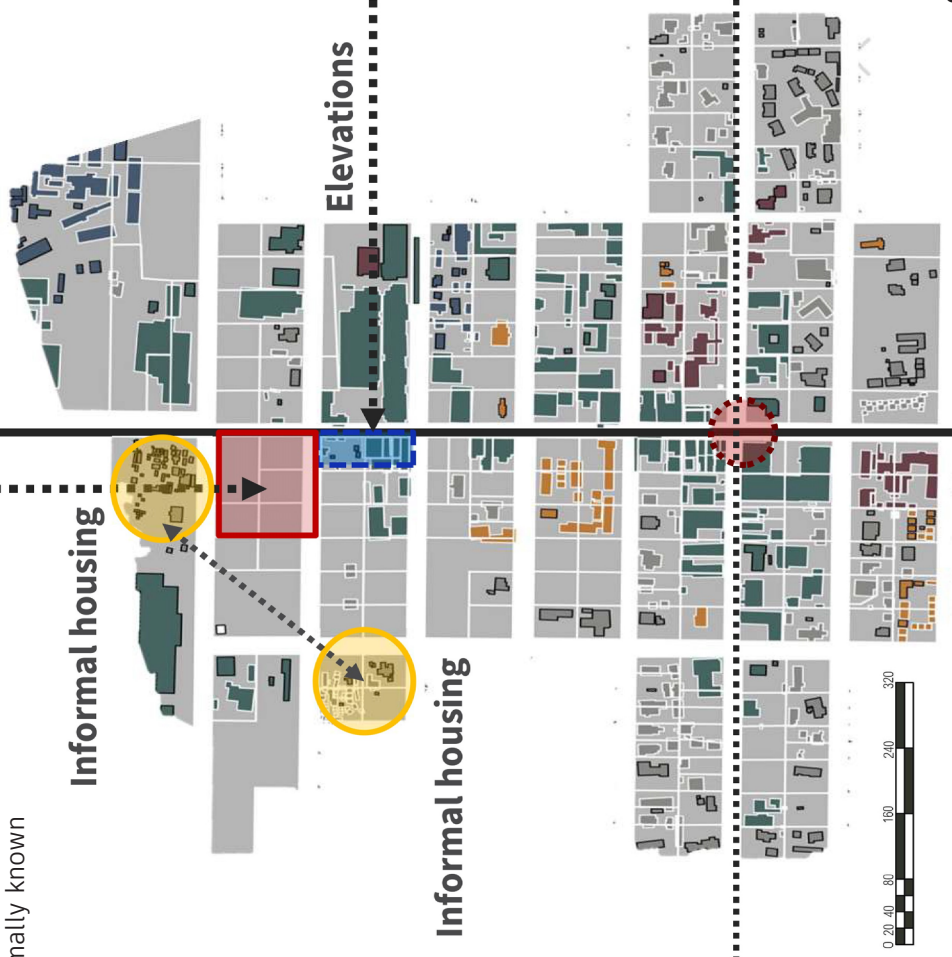 nally known
Informal housing
Elevations
Informal housing
0 20 40 80 160 240 320